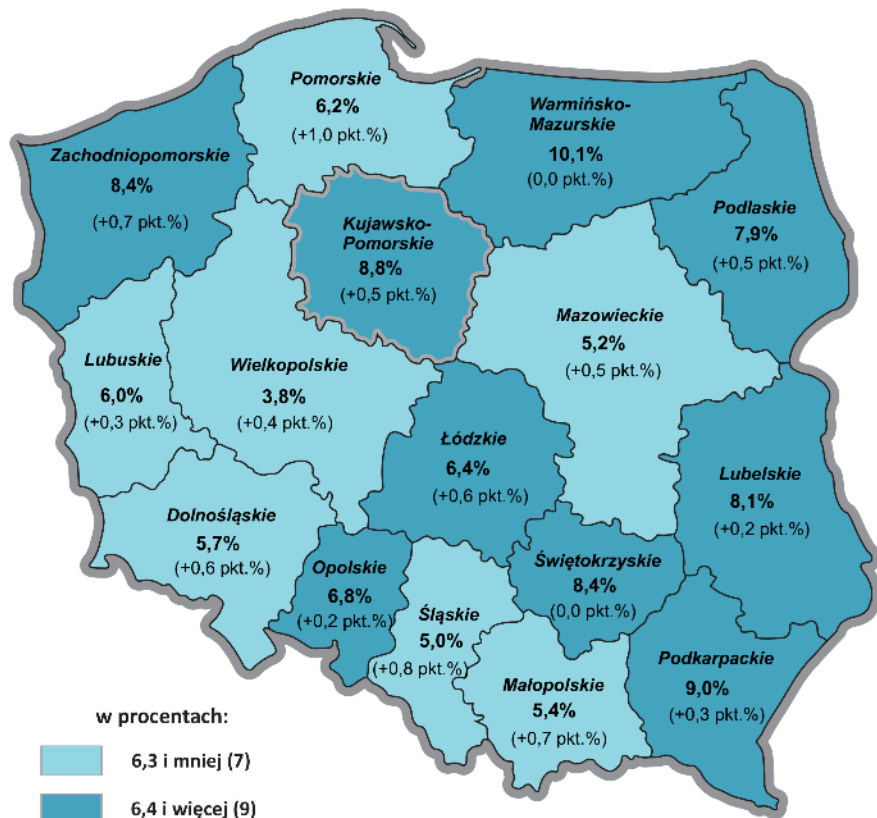 Pomorskie
6,2%
(+1,0 pkt.%)
Warmińsko-
Mazurskie
10,1%
(0,0 pkt.%)
Zachodniopomorskie
8,4%
(+0,7 pkt.%)
Kujawsko-
Pomorskie
8,8%
(+0,5 pkt.%)
Podlaskie
7,9%
(+0,5 pkt.%)
Mazowieckie
5,2%
(+0,5 pkt.%)
Lubuskie
6,0%
(+0,3 pkt.%)
Wielkopolskie
3,8%
(+0,4 pkt.%)
Łódzkie
6,4%
(+0,6 pkt.%)
Lubelskie
8,1%
(+0,2 pkt.%)
Dolnośląskie
5,7%
(+0,6 pkt.%)
Opolskie
6,8%
(+0,2 pkt.%)
Śląskie
5,0%
(+0,8 pkt.%)
Świętokrzyskie
8,4%
(0,0 pkt.%)
Małopolskie
5,4%
(+0,7 pkt.%)
Podkarpackie
9,0%
(+0,3 pkt.%)
w procentach:
6,3 i mniej (7)
6,4 i więcej (9)